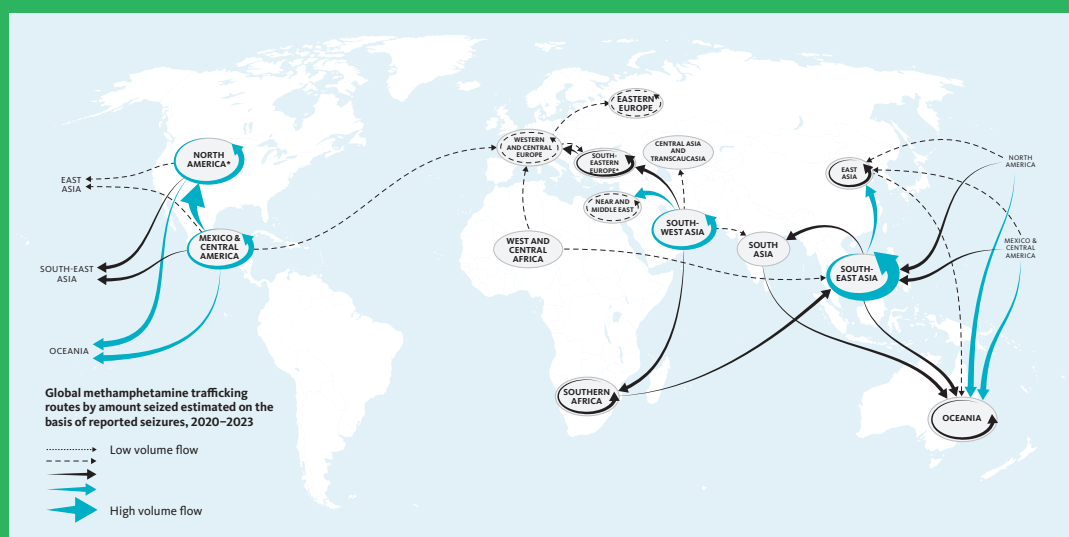 EASTERN
EUROPE
WESTERN
AND CENTRAL
EUROPE
SOUTH-
EASTERN
EUROPE*
CENTRAL ASIA
AND
TRANSCAUCASIA
NORTH
AMERICA*
EAST
ASIA
EAST
ASIA
NORTH
AMERICA
NEAR AND
MIDDLE EAST
SOUTH-
WEST ASIA
MEXICO &
CENTRAL
AMERICA
WEST AND
CENTRAL
AFRICA
SOUTH
ASIA
MEXICO &
CENTRAL
AMERICA
SOUTH-EAST
ASIA
SOUTH-
EAST ASIA
OCEANIA
SOUTHERN
AFRICA
OCEANIA
Global methamphetamine trafficking
routes by amount seized estimated on the
basis of reported seizures, 2020–2023
Low volume flow
High volume flow